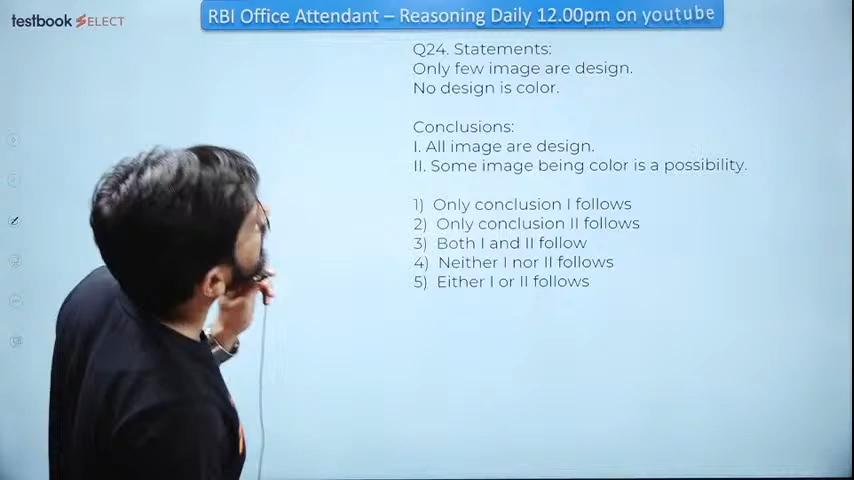 testbook SELECT
RBI Office Attendant – Reasoning Daily 12.00pm on youtube
Q24. Statements:
Only few image are design.
No design is color.
Conclusions:
I. All image are design.
II. Some image being color is a possibility.
1) Only conclusion I follows
2) Only conclusion II follows
3) Both I and II follow
4) Neither I nor II follows
5) Either I or II follows